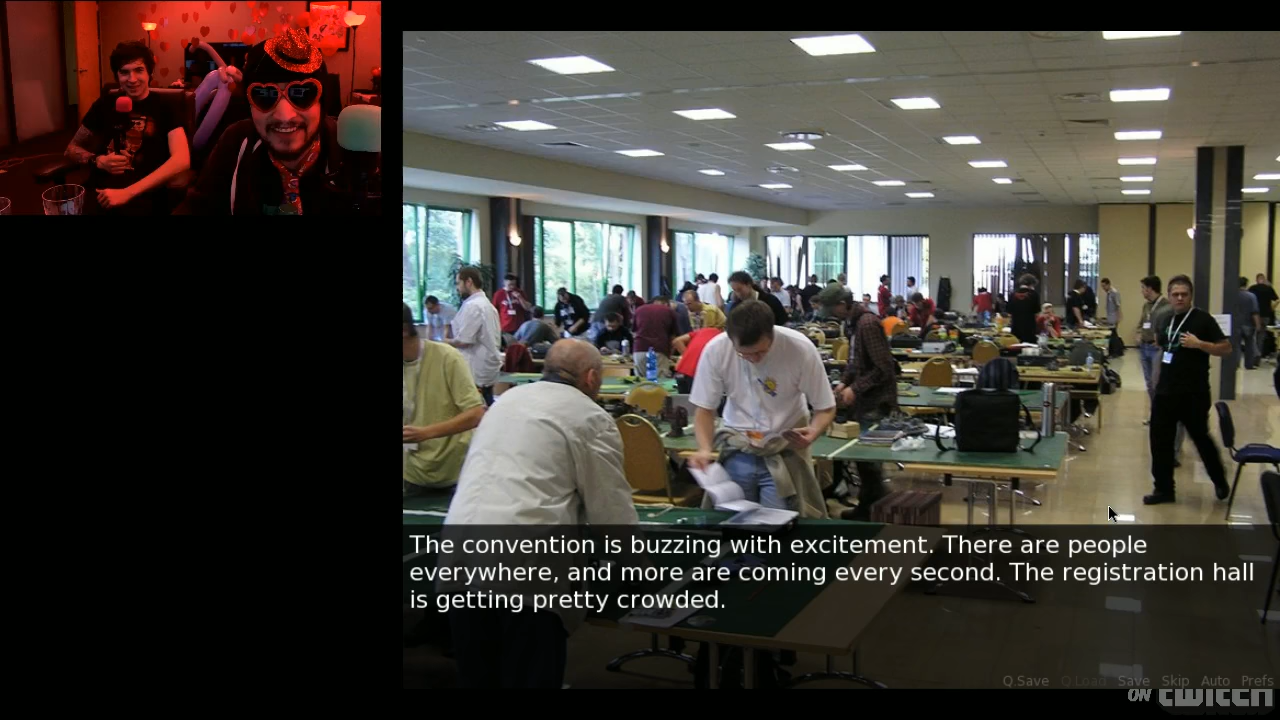 The convention is buzzing with excitement. There are people
everywhere, and more are coming every second. The registration hall
is getting pretty crowded.
Q.Save Q.Load Save Skip Auto Prefs
ON twitch